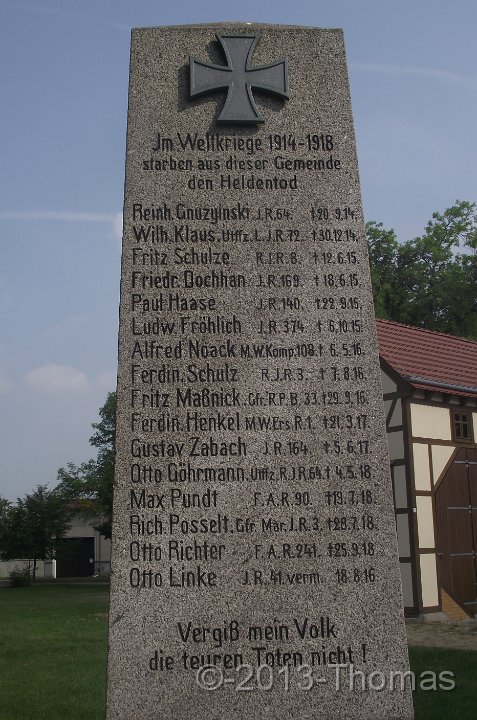 Im Weltkriege 1914-1918
starben aus dieser Gemeinde
den Heldentod
Reinh. Gnuzyinski J.R.64. †20.9.14.
Wilh. Klaus. Uffz. L.J.R.72. †30.12.14.
Fritz Schulze R.J.R.8. †12.6.15.
Friedr. Dochhan J.R.169. †18.6.15.
Paul Haase J.R.140. †22.9.15.
Ludw. Fröhlich J.R.374. †6.10.15.
Alfred Noack M.W.Komp.108.† 6.5.16.
Ferdin. Schulz R.J.R.3. †7.8.16.
Fritz Maßnick. Gfr.R.P.B.33.†29.9.16.
Ferdin. Henkel M.W.Ers.R.1. †21.3.17.
Gustav Zabach J.R.164. †5.6.17.
Otto Göhrmann. Uffz.R.J.R.64.† 4.5.18.
Max Pundt F.A.R.90. †19.7.18.
Rich. Posselt. Gfr. Mar.J.R.3. †28.7.18.
Otto Richter F.A.R.241. †25.9.18.
Otto Linke J.R.41. verm. 18.8.16.
Vergiß mein Volk
die teuren Toten nicht !
©-2013-Thomas